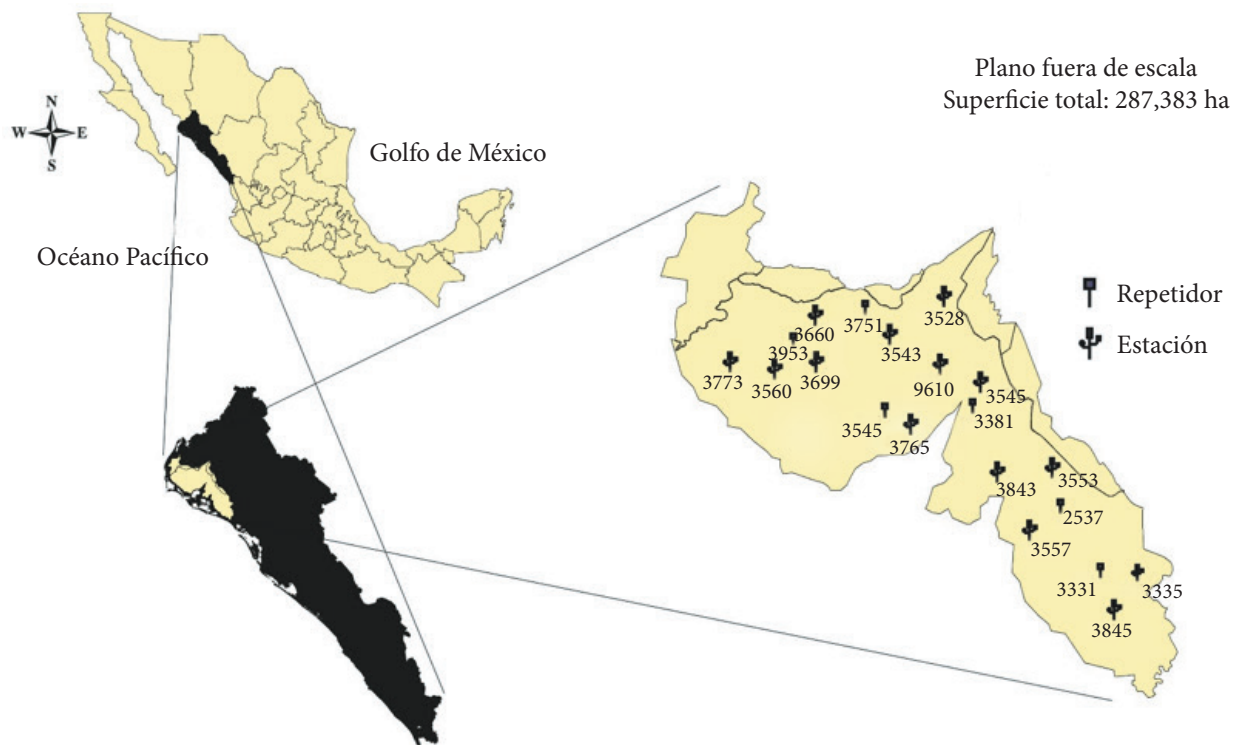 Plano fuera de escala
Superficie total: 287,383 ha
N
W E
S
Golfo de México
Océano Pacífico
Repetidor
Estación
3528
3751
3660
3543
3953
3773
3560
3699
9610
3545
3381
3545
3765
3843
3553
2537
3557
3331
3335
3845